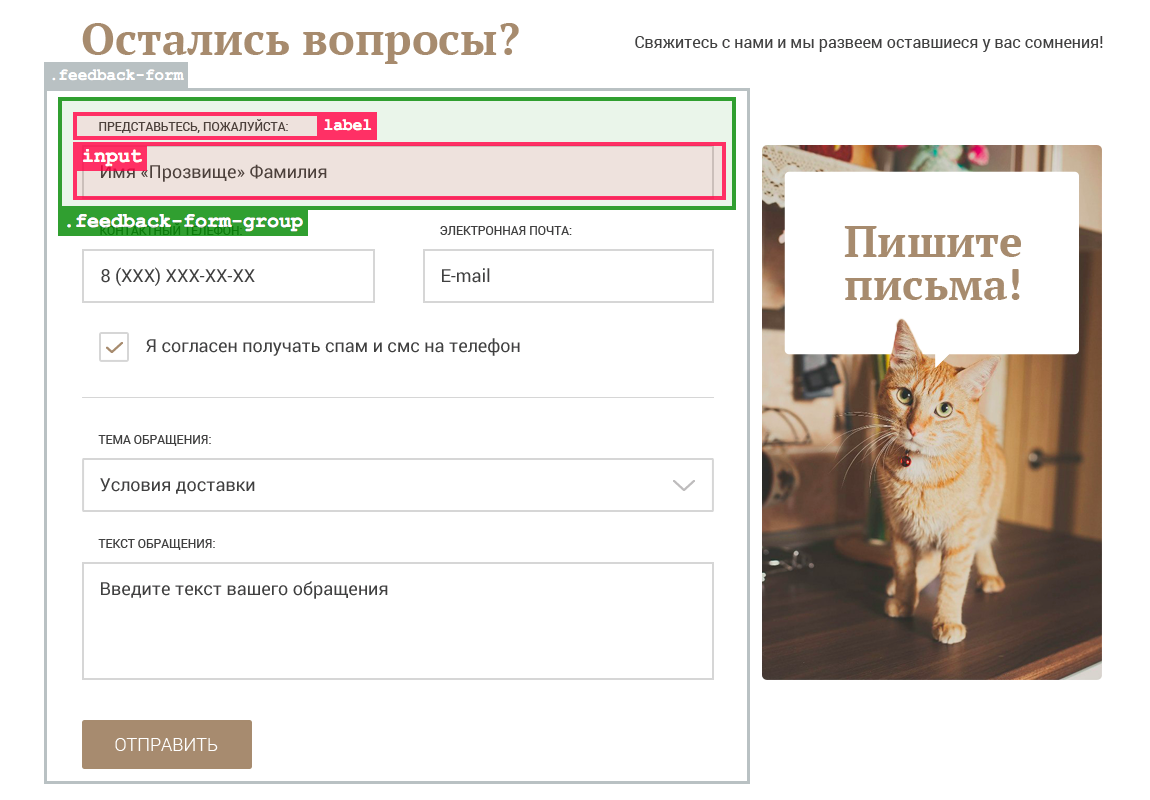 Остались вопросы?
Свяжитесь с нами и мы развеем оставшиеся у вас сомнения!
.feedback-form
ПРЕДСТАВЬТЕСЬ, ПОЖАЛУЙСТА:
label
input
Имя «Прозвище» Фамилия
.feedback-form-group
КОНТАКТНЫЙ ТЕЛЕФОН:
ЭЛЕКТРОННАЯ ПОЧТА:
8 (XXX) XXX-XX-XX
E-mail
Я согласен получать спам и смс на телефон
ТЕМА ОБРАЩЕНИЯ:
Условия доставки
ТЕКСТ ОБРАЩЕНИЯ:
Введите текст вашего обращения
ОТПРАВИТЬ
Пишите
письма!